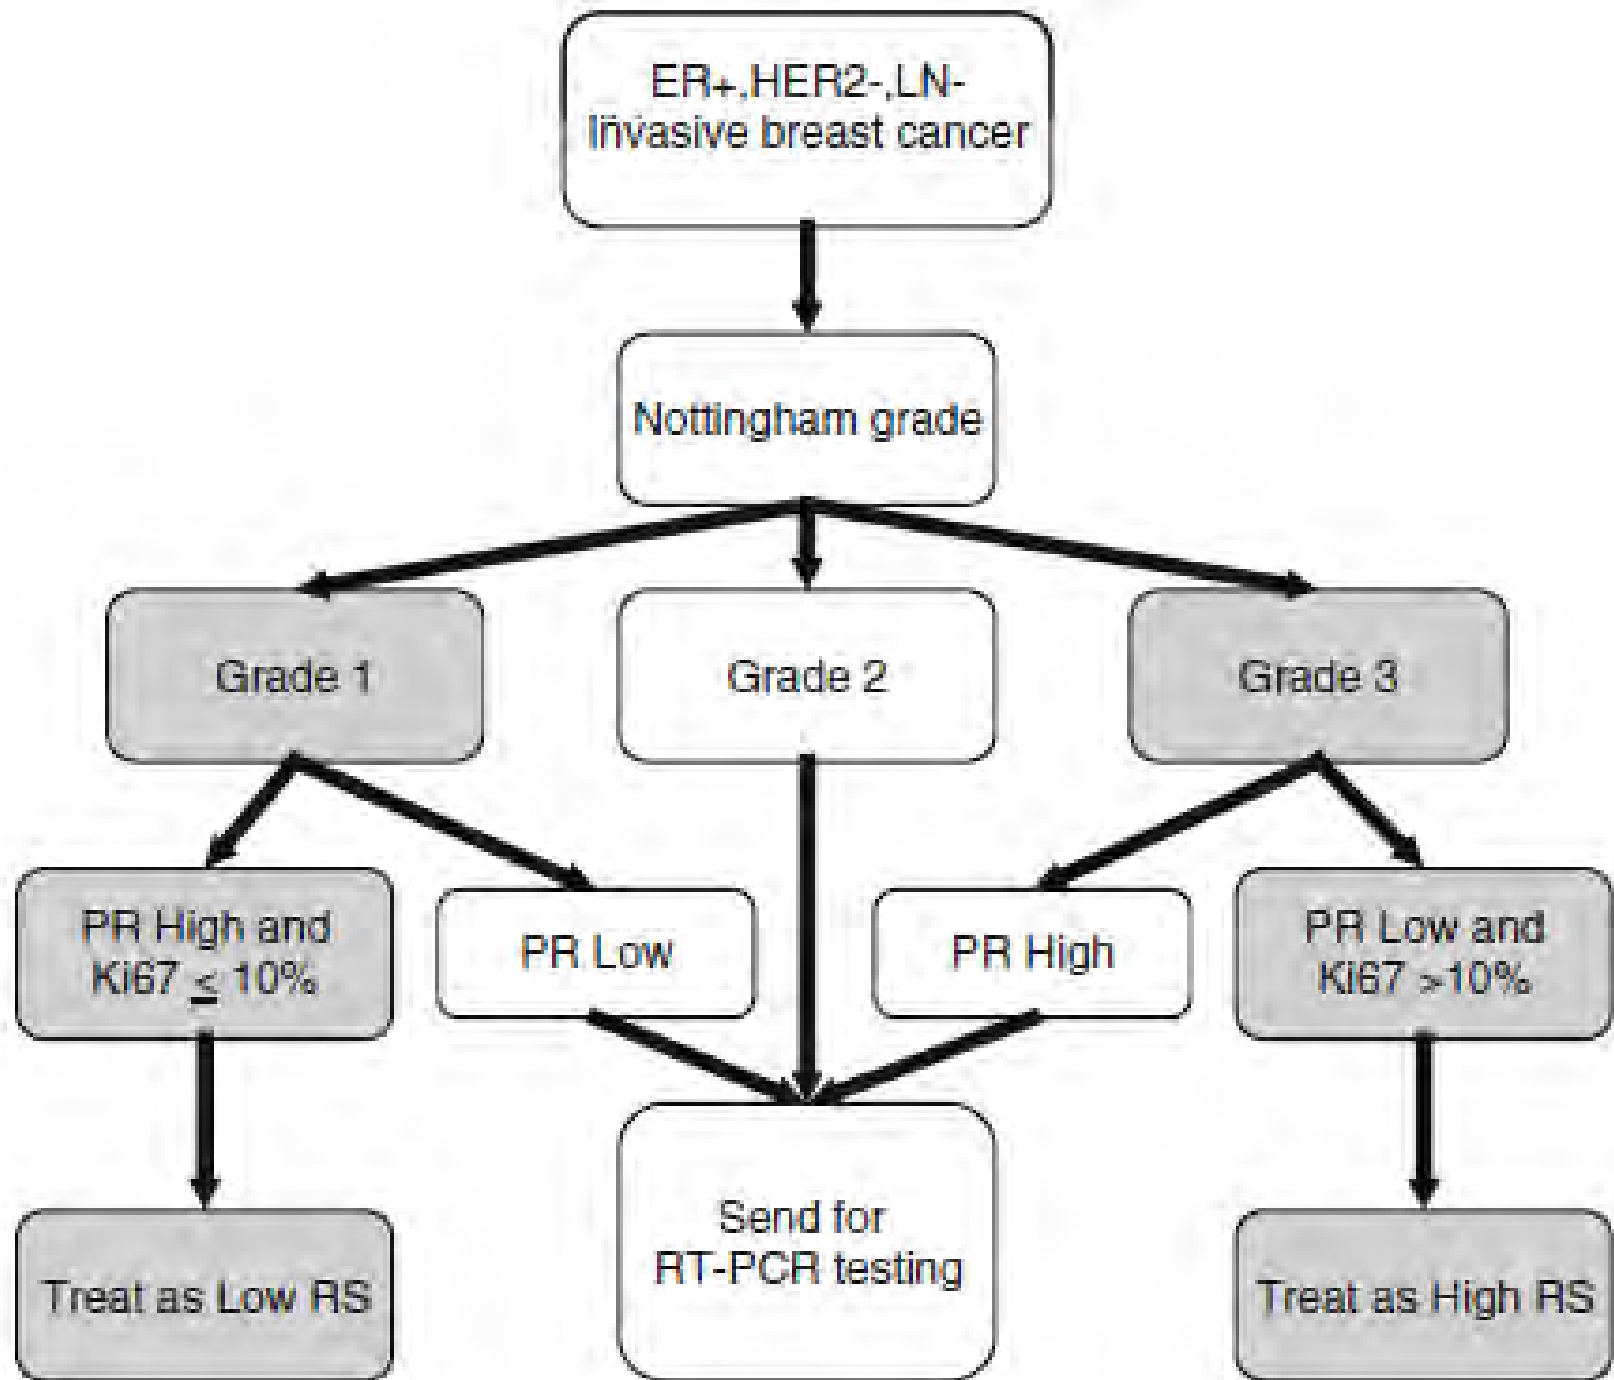 ER+,HER2-,LN-
Invasive breast cancer
Nottingham grade
Grade 1
Grade 2
Grade 3
PR High and
Ki67 ≤ 10%
PR Low
PR High
PR Low and
Ki67 >10%
Treat as Low RS
Send for
RT-PCR testing
Treat as High RS